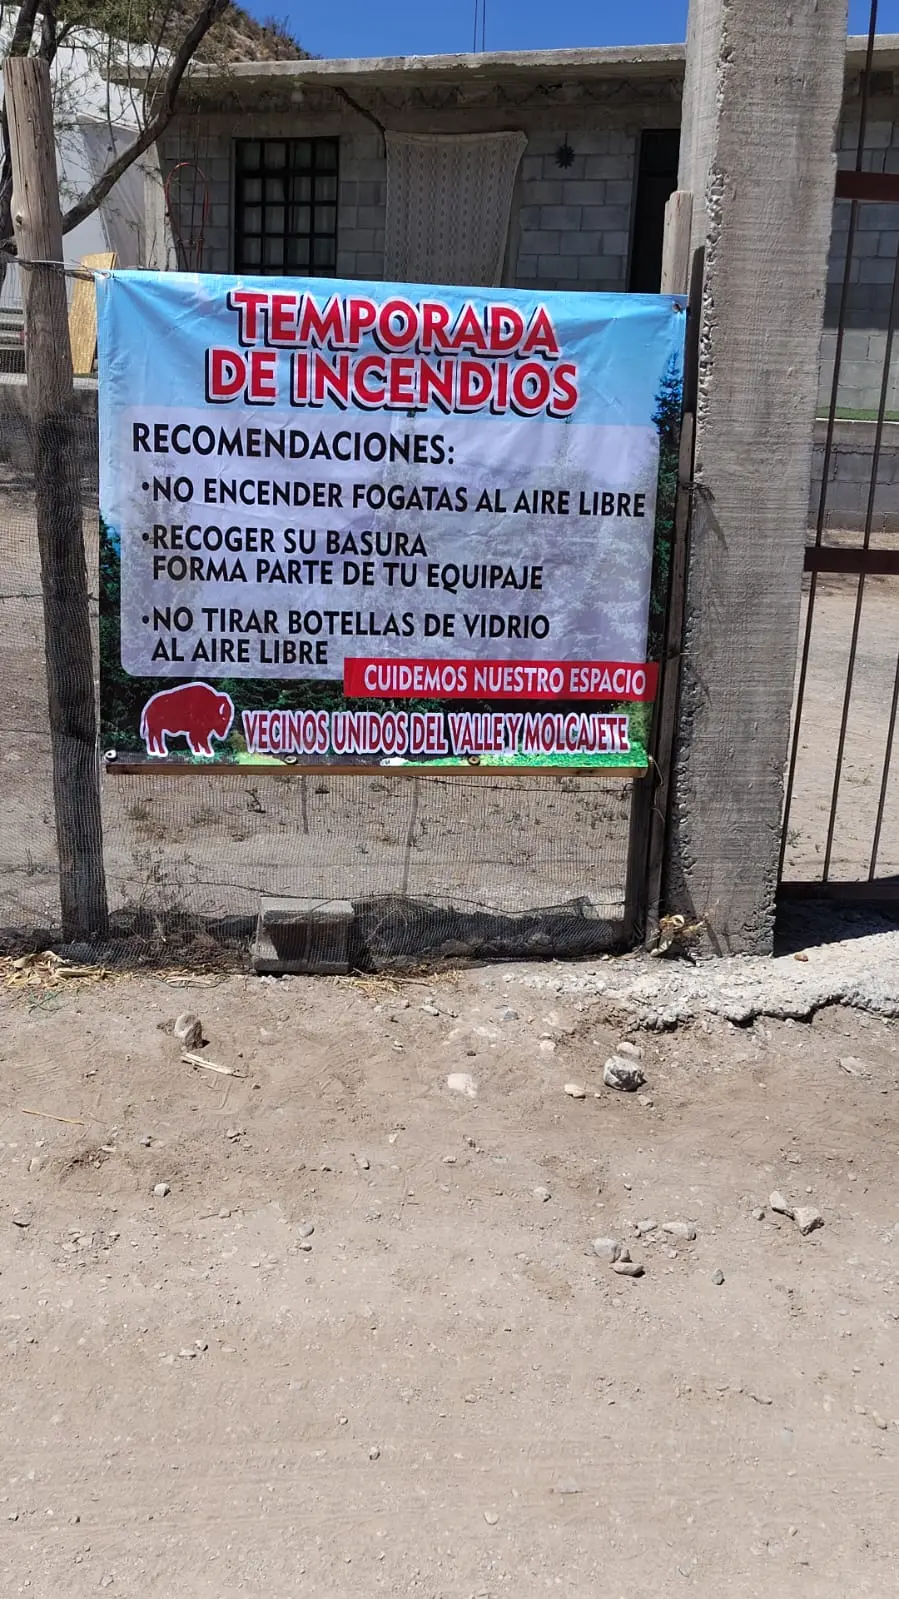 TEMPORADA
DE INCENDIOS
RECOMENDACIONES:
•NO ENCENDER FOGATAS AL AIRE LIBRE
•RECOGER SU BASURA
FORMA PARTE DE TU EQUIPAJE
•NO TIRAR BOTELLAS DE VIDRIO
AL AIRE LIBRE
CUIDEMOS NUESTRO ESPACIO
VECINOS UNIDOS DEL VALLE Y MOLCAJETE